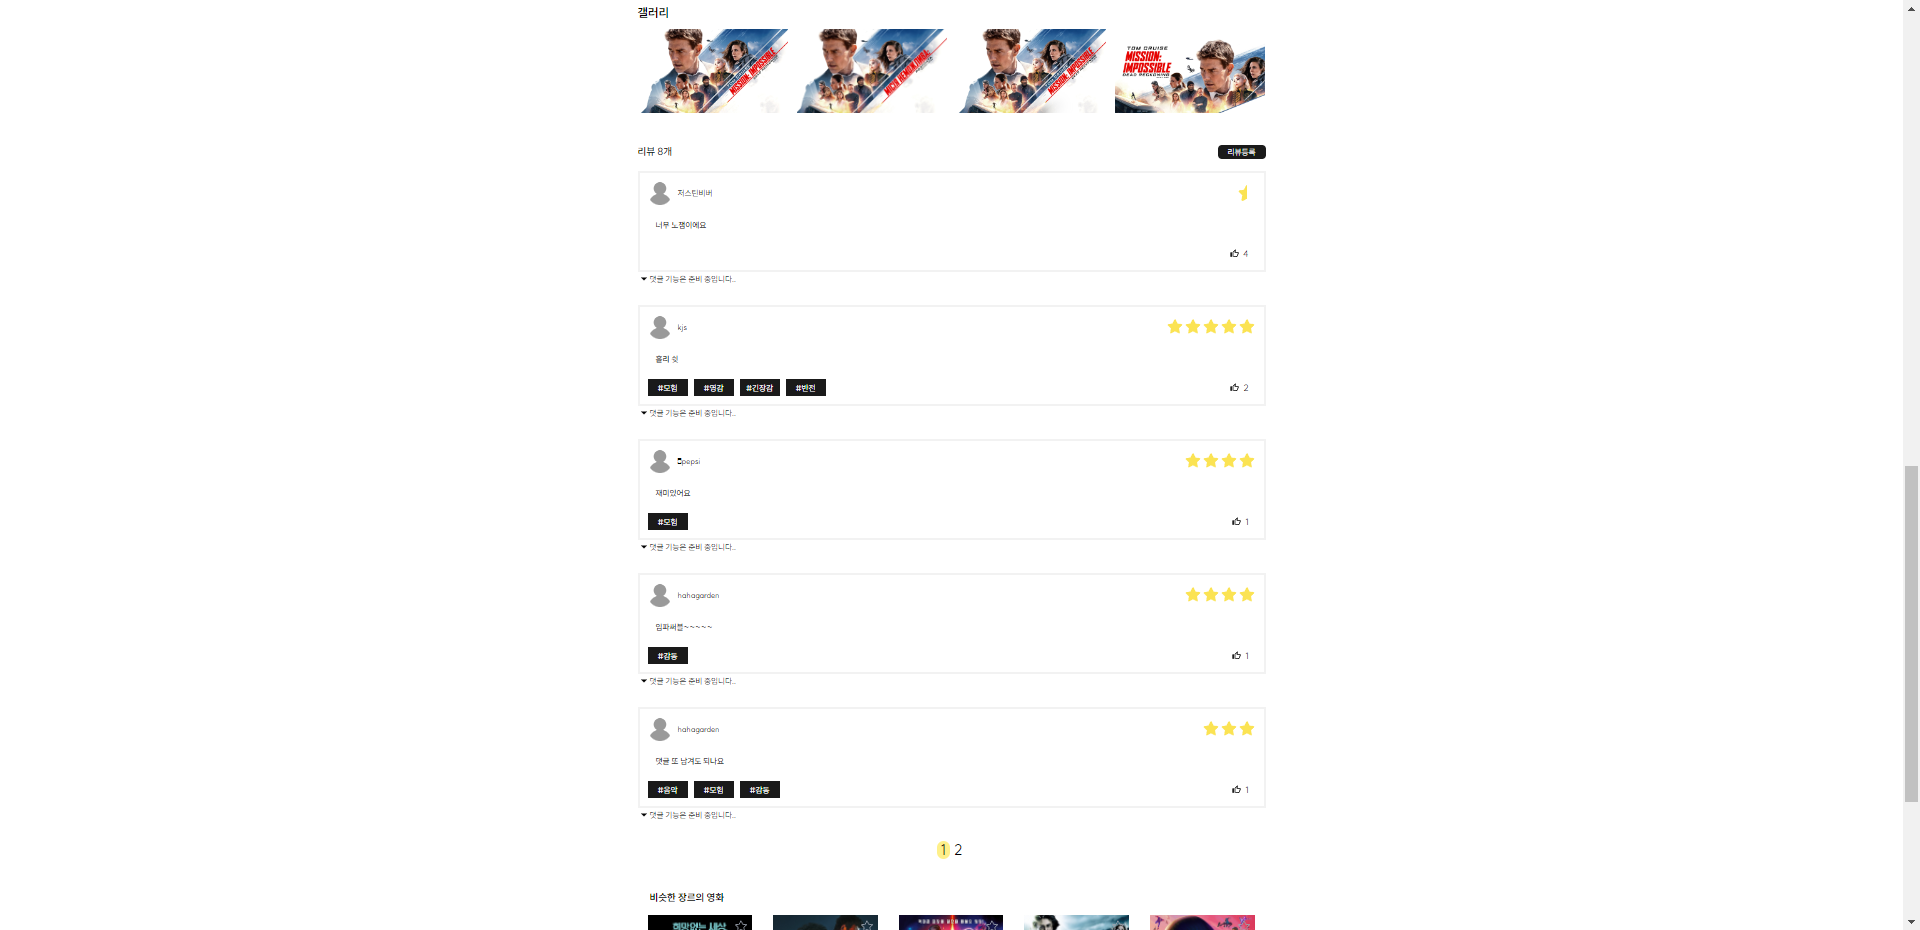 갤러리
MISSION: IMPOSSIBLE
MISSION: IMPOSSIBLE
TOM CRUISE
MISSION:
IMPOSSIBLE
DEAD RECKONING
리뷰 8개
리뷰등록
저스틴비버
너무 노잼이에요
4
댓글 기능은 준비 중입니다...
kjs
홀리 쉿
#모험 #영감 #긴장감 #반전
2
댓글 기능은 준비 중입니다...
pepsi
재미있어요
#모험
1
댓글 기능은 준비 중입니다...
hahagarden
임파써블~~~~~
#감동
1
댓글 기능은 준비 중입니다...
hahagarden
댓글 또 남겨도 되나요
#음악 #모험 #감동
1
댓글 기능은 준비 중입니다...
1 2
비슷한 장르의 영화